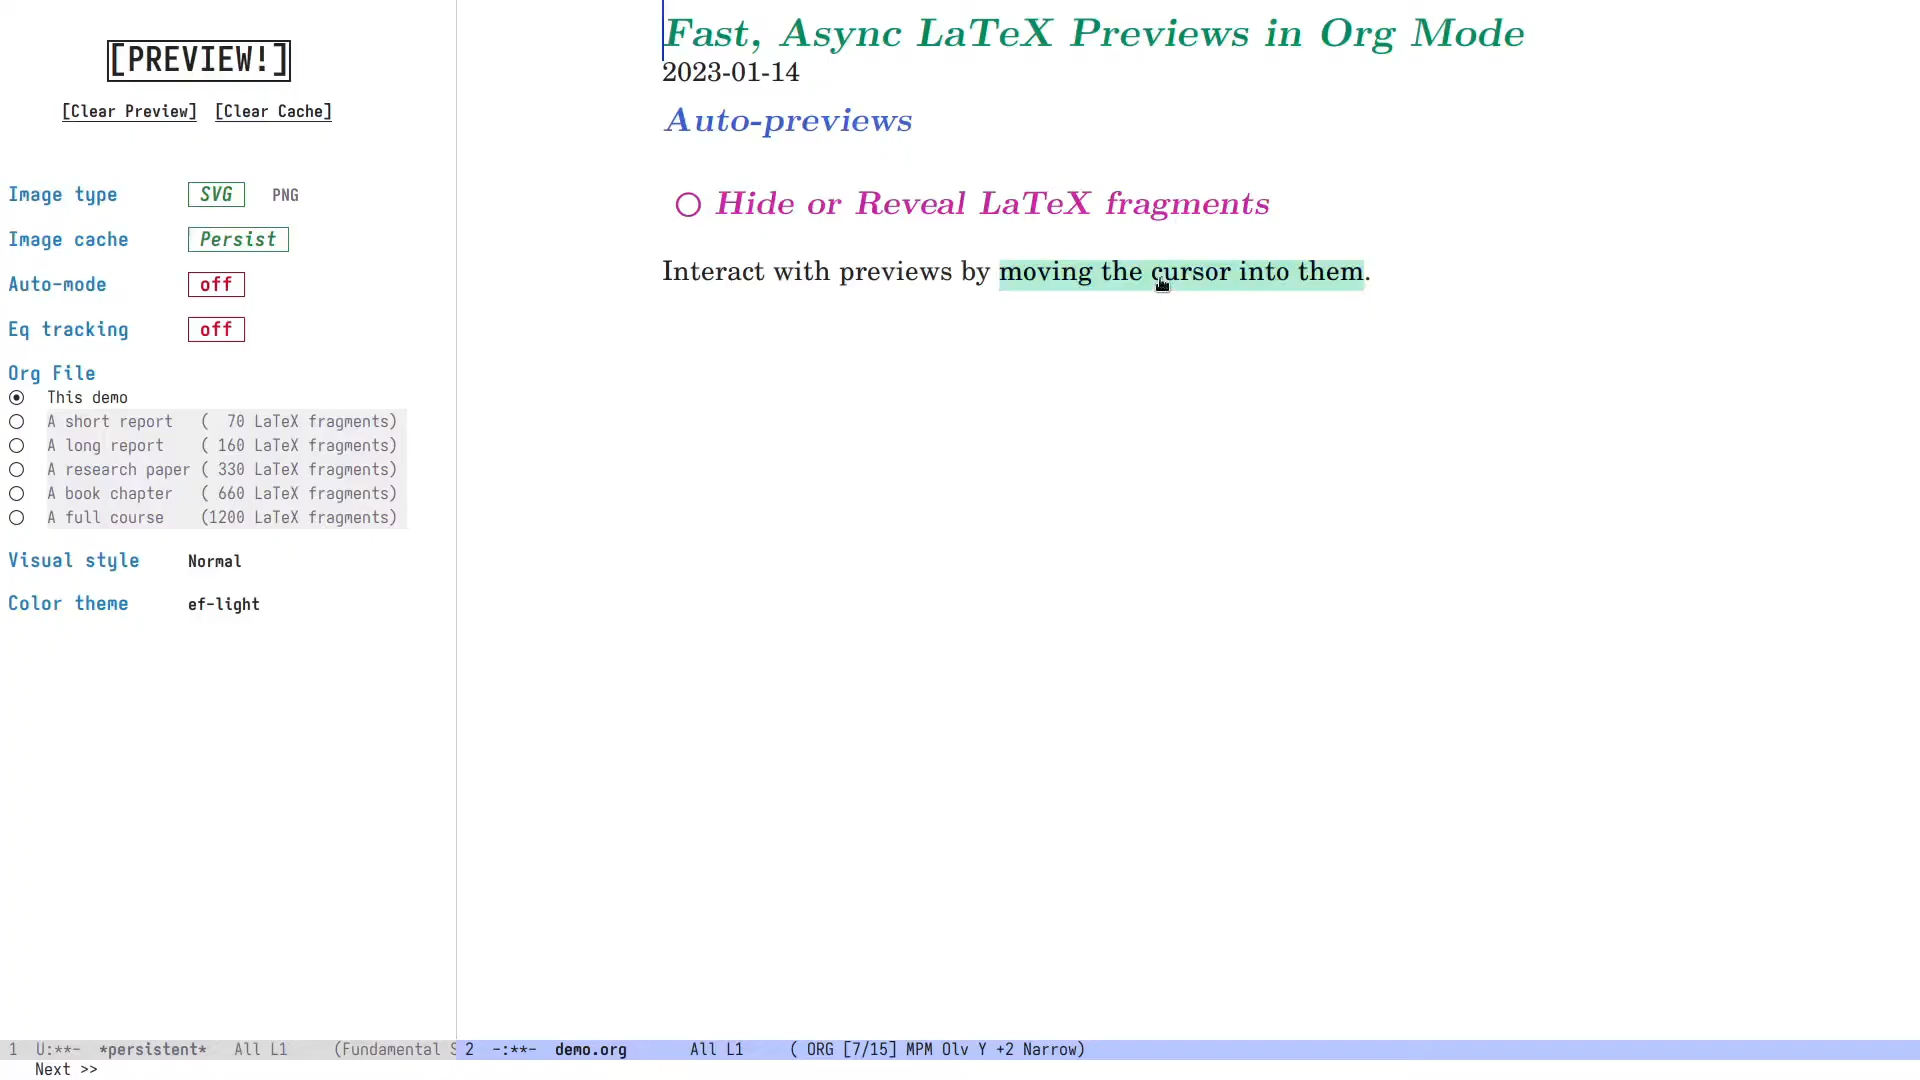 [PREVIEW!]
[Clear Preview] [Clear Cache]
Image type SVG PNG
Image cache Persist
Auto-mode off
Eq tracking off
Org File
This demo
A short report ( 70 LaTeX fragments)
A long report ( 160 LaTeX fragments)
A research paper ( 330 LaTeX fragments)
A book chapter ( 660 LaTeX fragments)
A full course (1200 LaTeX fragments)
Visual style Normal
Color theme ef-light
Fast, Async LaTeX Previews in Org Mode
2023-01-14
Auto-previews
Hide or Reveal LaTeX fragments
Interact with previews by moving the cursor into them.
1 U:**- *persistent* All L1 (Fundamental S
2 -:**- demo.org All L1 ( ORG [7/15] MPM Olv Y +2 Narrow)
Next >>